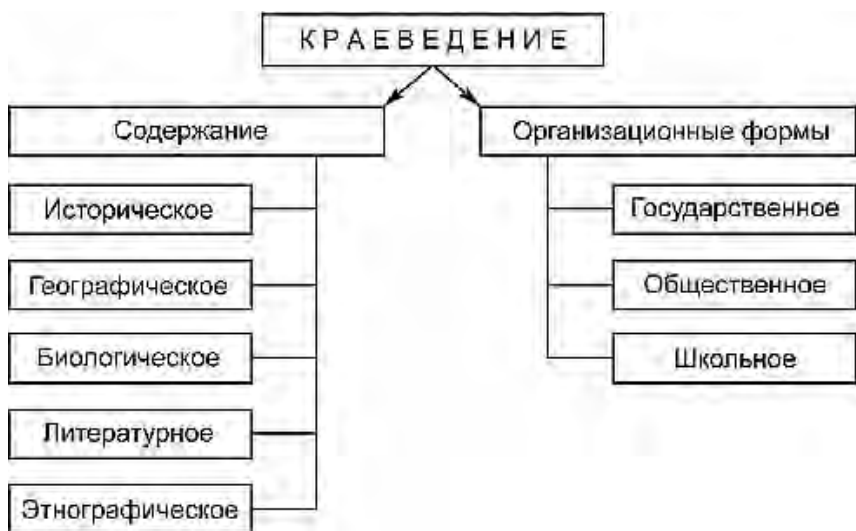 КРАЕВЕДЕНИЕ
Содержание
Историческое
Географическое
Биологическое
Литературное
Этнографическое
Организационные формы
Государственное
Общественное
Школьное